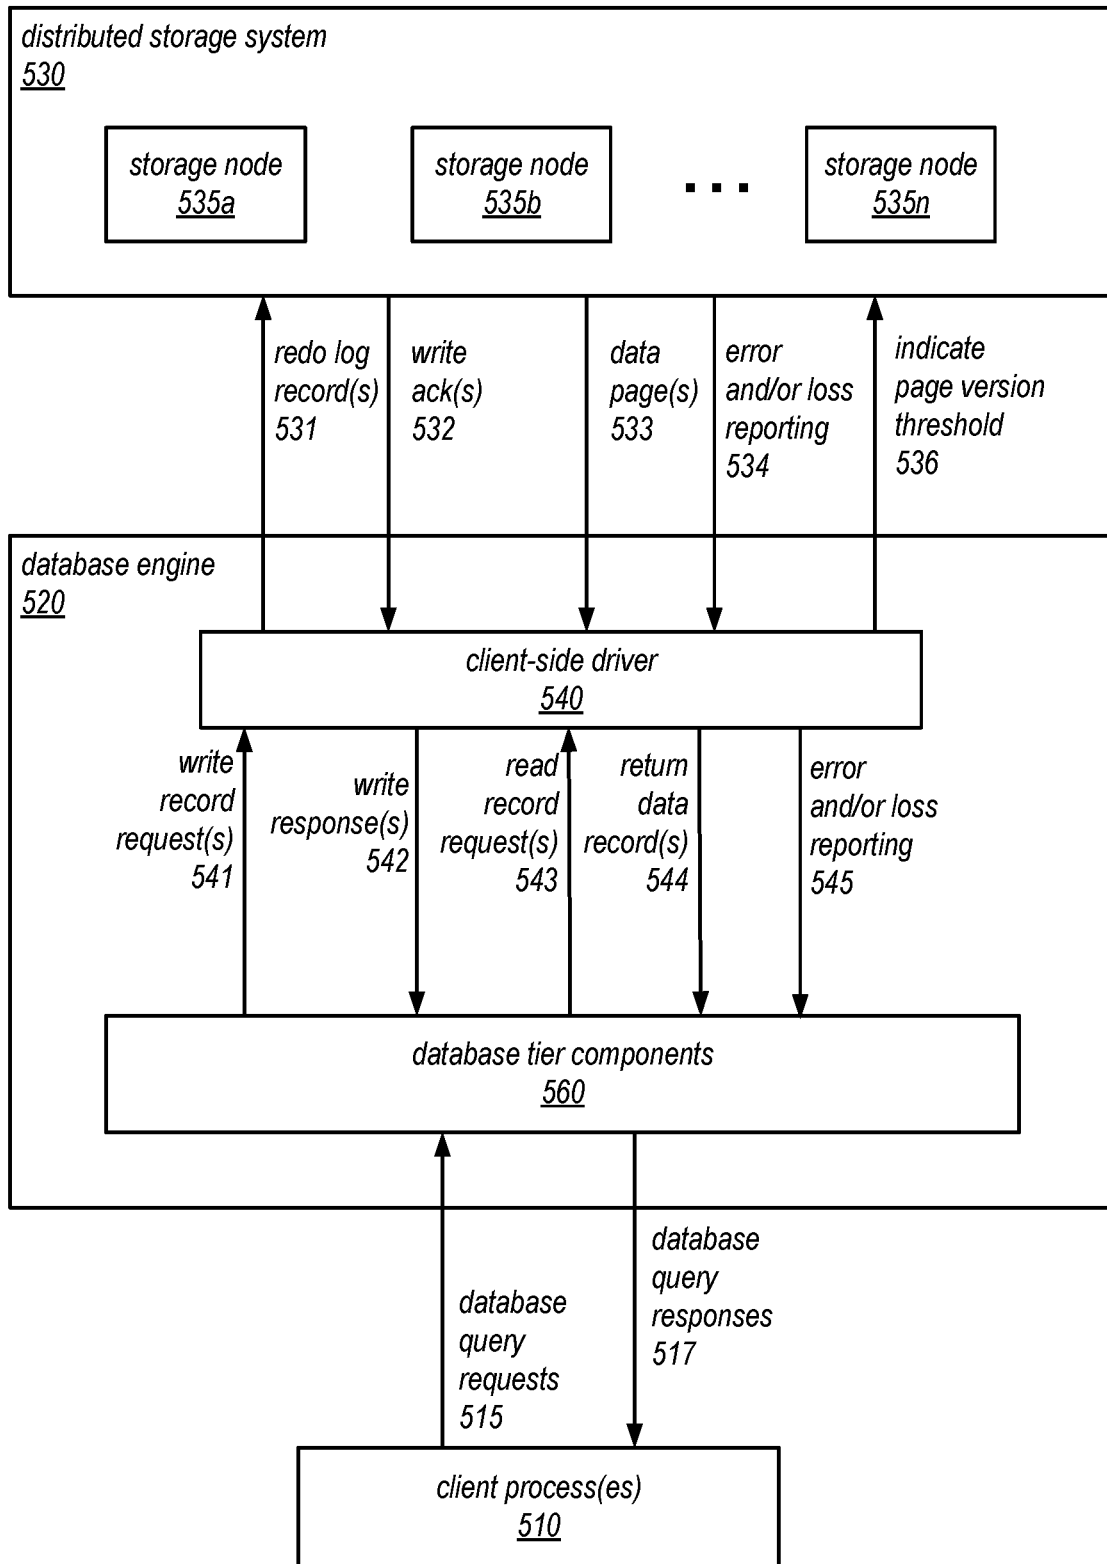 distributed storage system
530
storage node
535a
storage node
535b
storage node
535n
redo log
record(s)
531
write
ack(s)
532
data
page(s)
533
error
and/or loss
reporting
534
indicate
page version
threshold
536
database engine
520
client-side driver
540
write
record
request(s)
541
write
response(s)
542
read
record
request(s)
543
return
data
record(s)
544
error
and/or loss
reporting
545
database tier components
560
database
query
requests
515
database
query
responses
517
client process(es)
510